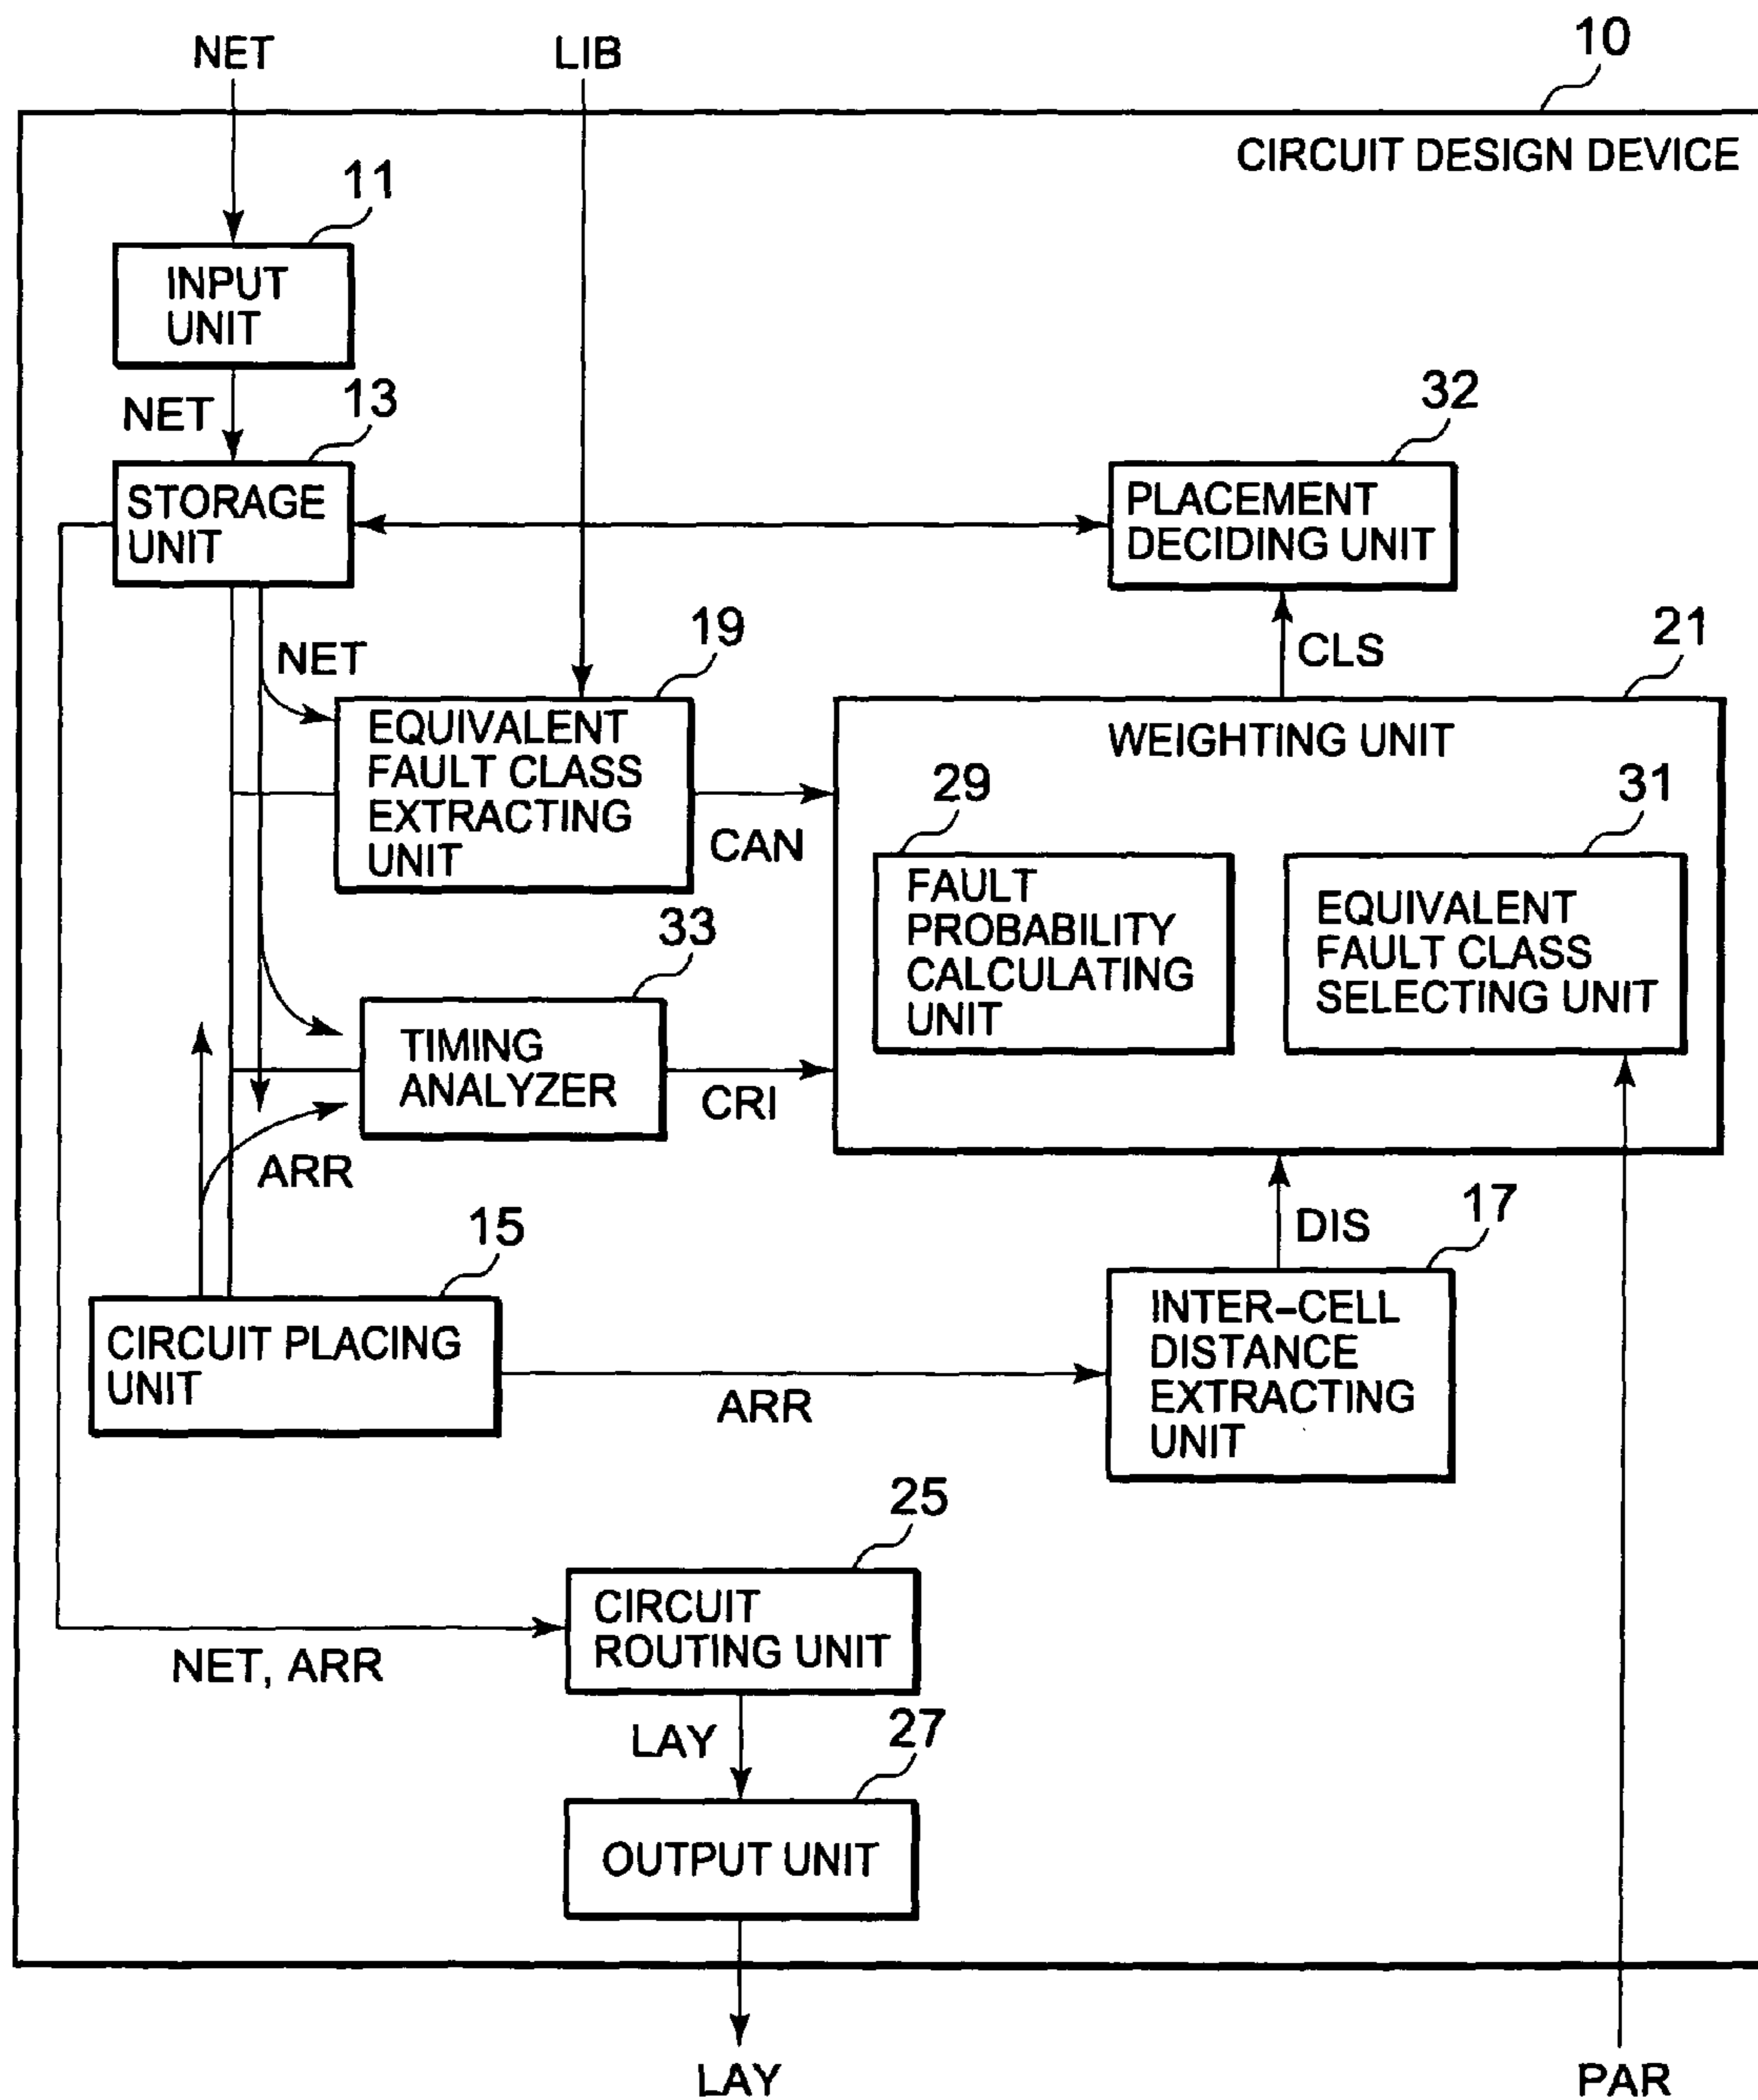 NET
LIB
10
CIRCUIT DESIGN DEVICE
11
INPUT
UNIT
NET
13
STORAGE
UNIT
32
PLACEMENT
DECIDING UNIT
NET
19
EQUIVALENT
FAULT CLASS
EXTRACTING
UNIT
CAN
CLS
21
WEIGHTING UNIT
29
FAULT
PROBABILITY
CALCULATING
UNIT
31
EQUIVALENT
FAULT CLASS
SELECTING UNIT
33
TIMING
ANALYZER
CRI
ARR
15
CIRCUIT PLACING
UNIT
ARR
DIS
17
INTER-CELL
DISTANCE
EXTRACTING
UNIT
25
CIRCUIT
ROUTING UNIT
NET, ARR
LAY
27
OUTPUT UNIT
LAY
PAR